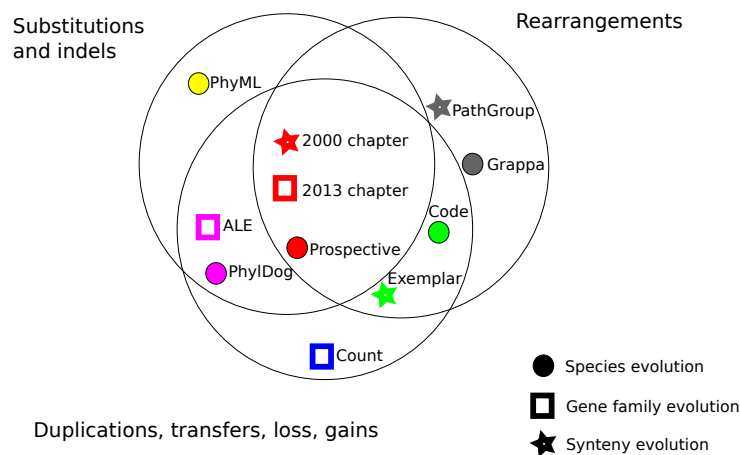 Substitutions
and indels
Rearrangements
PhyML
PathGroup
2000 chapter
Grappa
2013 chapter
Code
ALE
Prospective
PhylDog
Exemplar
Count
Species evolution
Gene family evolution
Duplications, transfers, loss, gains
Synteny evolution